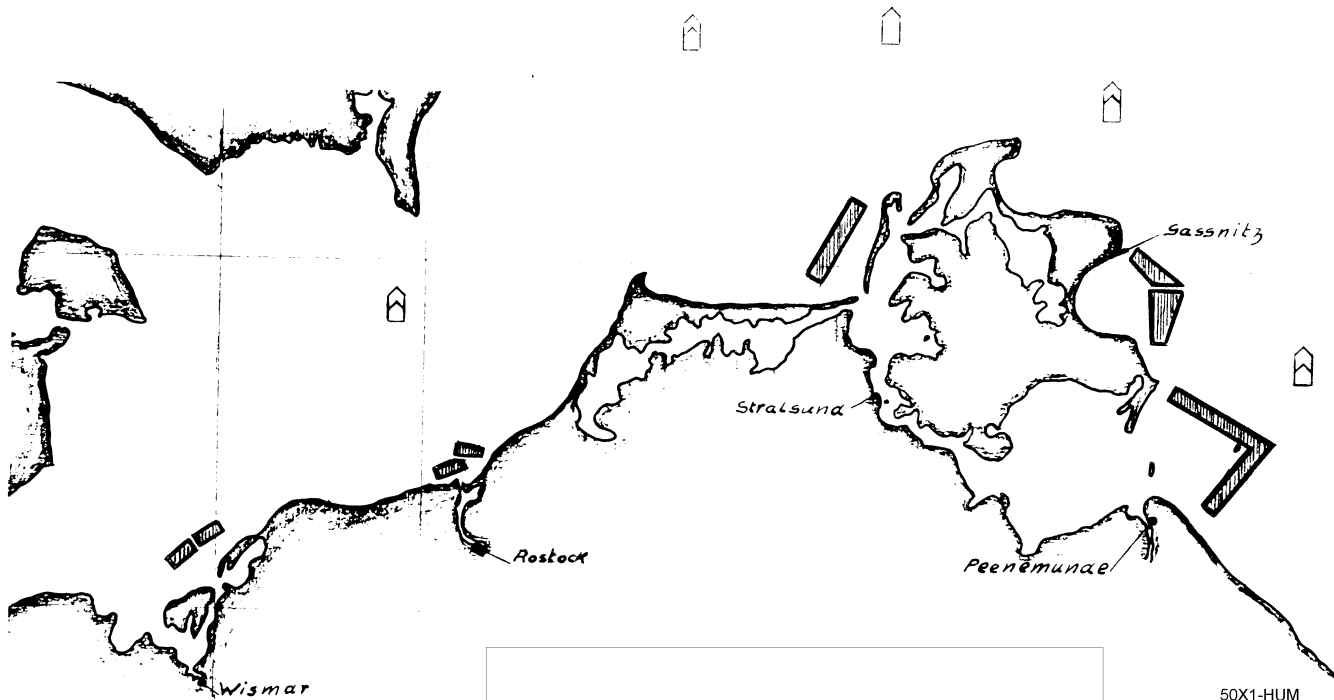 Sassnitz
Stralsund
Rostock
Peenemunde
Wismar
50X1-HUM